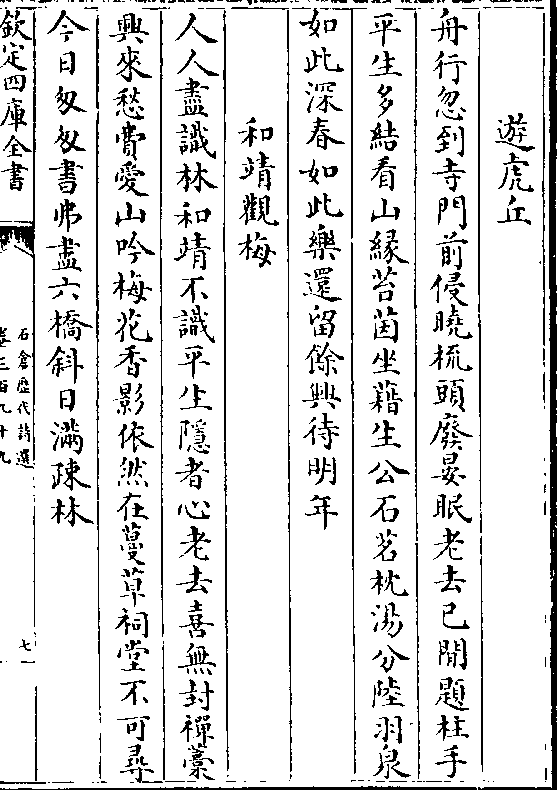 遊虎丘
舟行忽到寺門前侵曉梳頭廢晏眠老去已開題柱手
平生多結看山緣苔茵坐藉生公石茗枕湯分陸羽泉
如此深春如此樂還留餘興待明年
和靖觀梅
人人盡識林和靖不識平生隱者心老去喜無封禪藁
興來愁費愛山吟梅花香影依然在蔓草祠堂不可尋
今日匆匆書弗盡六橋斜日滿疎林
欽定四庫全書
石倉歷代詩選
卷三百九十九
七